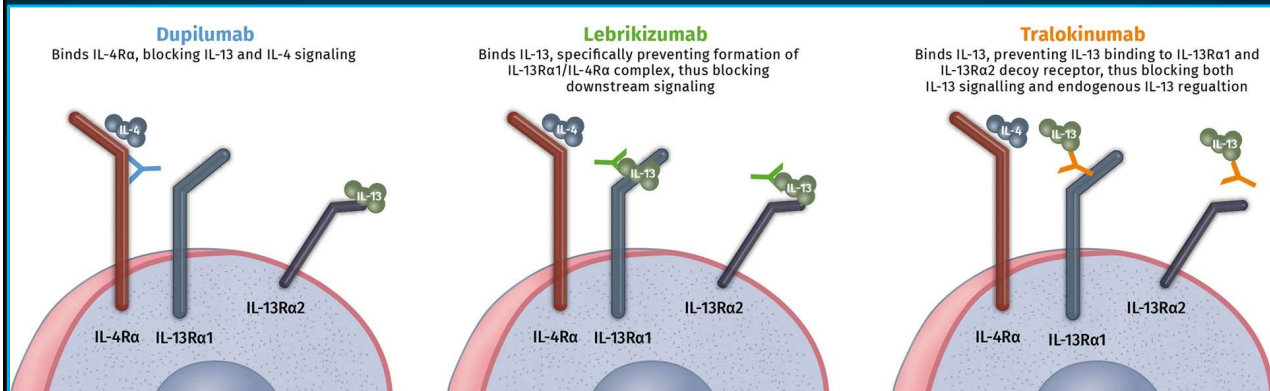 Dupilumab
Binds IL-4Rα, blocking IL-13 and IL-4 signaling
IL-4
IL-13
IL-4Rα
IL-13Rα1
IL-13Rα2
Lebrikizumab
Binds IL-13, specifically preventing formation of
IL-13Rα1/IL-4Rα complex, thus blocking
downstream signaling
IL-4
IL-13
IL-13
IL-4Rα
IL-13Rα1
IL-13Rα2
Tralokinumab
Binds IL-13, preventing IL-13 binding to IL-13Rα1 and
IL-13Rα2 decoy receptor, thus blocking both
IL-13 signalling and endogenous IL-13 regualtion
IL-4
IL-13
IL-13
IL-4Rα
IL-13Rα1
IL-13Rα2